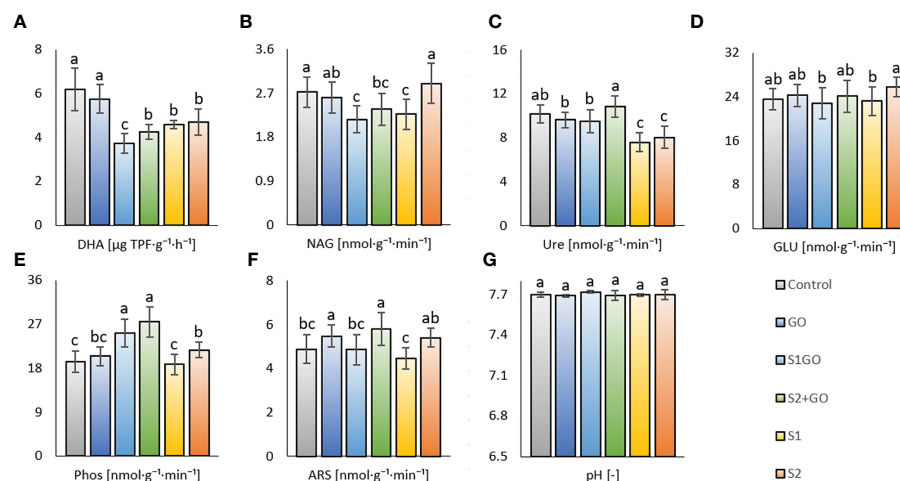 A
B
C
D
8
6
4
2
0
a
a
c
b
b
b
DHA [µg TPF·g⁻¹·h⁻¹]
3.6
2.7
1.8
0.9
0
a
ab
c
bc
c
a
NAG [nmol·g⁻¹·min⁻¹]
16
12
8
4
0
ab
b
b
a
c
c
Ure [nmol·g⁻¹·min⁻¹]
32
24
16
8
0
ab
ab
b
ab
b
a
GLU [nmol·g⁻¹·min⁻¹]
E
F
G
36
27
18
9
0
c
bc
a
a
c
b
Phos [nmol·g⁻¹·min⁻¹]
8
6
4
2
0
bc
a
bc
a
c
ab
ARS [nmol·g⁻¹·min⁻¹]
7.7
7.4
7.1
6.8
6.5
a
a
a
a
a
a
pH [-]
Control
GO
S1GO
S2+GO
S1
S2